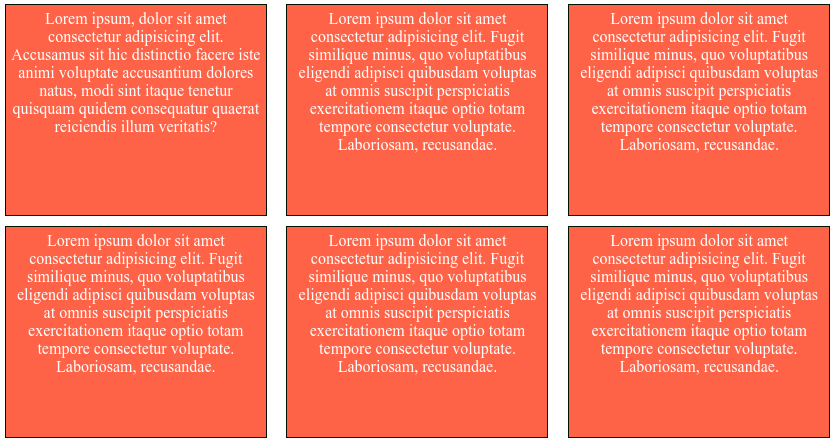 Lorem ipsum, dolor sit amet
consectetur adipisicing elit.
Accusamus sit hic distinctio facere iste
animi voluptate accusantium dolores
natus, modi sint itaque tenetur
quisquam quidem consequatur quaerat
reiciendis illum veritatis?
Lorem ipsum dolor sit amet
consectetur adipisicing elit. Fugit
similique minus, quo voluptatibus
eligendi adipisci quibusdam voluptas
at omnis suscipit perspiciatis
exercitationem itaque optio totam
tempore consectetur voluptate.
Laboriosam, recusandae.
Lorem ipsum dolor sit amet
consectetur adipisicing elit. Fugit
similique minus, quo voluptatibus
eligendi adipisci quibusdam voluptas
at omnis suscipit perspiciatis
exercitationem itaque optio totam
tempore consectetur voluptate.
Laboriosam, recusandae.
Lorem ipsum dolor sit amet
consectetur adipisicing elit. Fugit
similique minus, quo voluptatibus
eligendi adipisci quibusdam voluptas
at omnis suscipit perspiciatis
exercitationem itaque optio totam
tempore consectetur voluptate.
Laboriosam, recusandae.
Lorem ipsum dolor sit amet
consectetur adipisicing elit. Fugit
similique minus, quo voluptatibus
eligendi adipisci quibusdam voluptas
at omnis suscipit perspiciatis
exercitationem itaque optio totam
tempore consectetur voluptate.
Laboriosam, recusandae.
Lorem ipsum dolor sit amet
consectetur adipisicing elit. Fugit
similique minus, quo voluptatibus
eligendi adipisci quibusdam voluptas
at omnis suscipit perspiciatis
exercitationem itaque optio totam
tempore consectetur voluptate.
Laboriosam, recusandae.